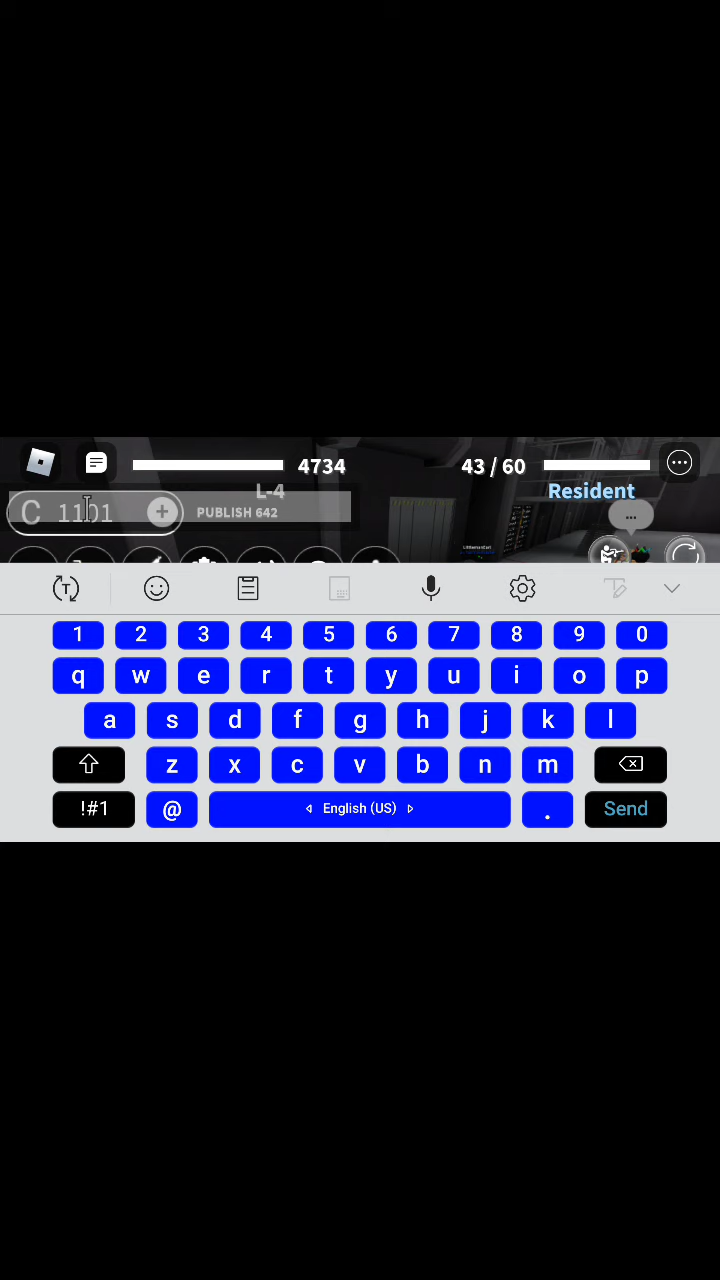 4734
43 / 60
L-4
Resident
C 1101 +
PUBLISH 642
...
T
1 2 3 4 5 6 7 8 9 0
q w e r t y u i o p
a s d f g h j k l
z x c v b n m
!#1 @ English (US) . Send